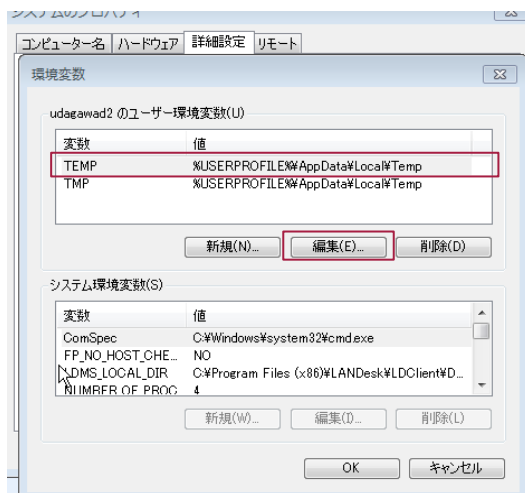 システムのプロパティ
コンピューター名 ハードウェア 詳細設定 リモート
環境変数
udagawad2 のユーザー環境変数(U)
変数 値
TEMP %USERPROFILE%¥AppData¥Local¥Temp
TMP %USERPROFILE%¥AppData¥Local¥Temp
新規(N)... 編集(E)... 削除(D)
システム環境変数(S)
変数 値
ComSpec C:¥Windows¥system32¥cmd.exe
FP_NO_HOST_CHE... NO
LDMS_LOCAL_DIR C:¥Program Files (x86)¥LANDesk¥LDClient¥D...
NUMBER OF PROC 4
新規(W)... 編集(I)... 削除(L)
OK キャンセル